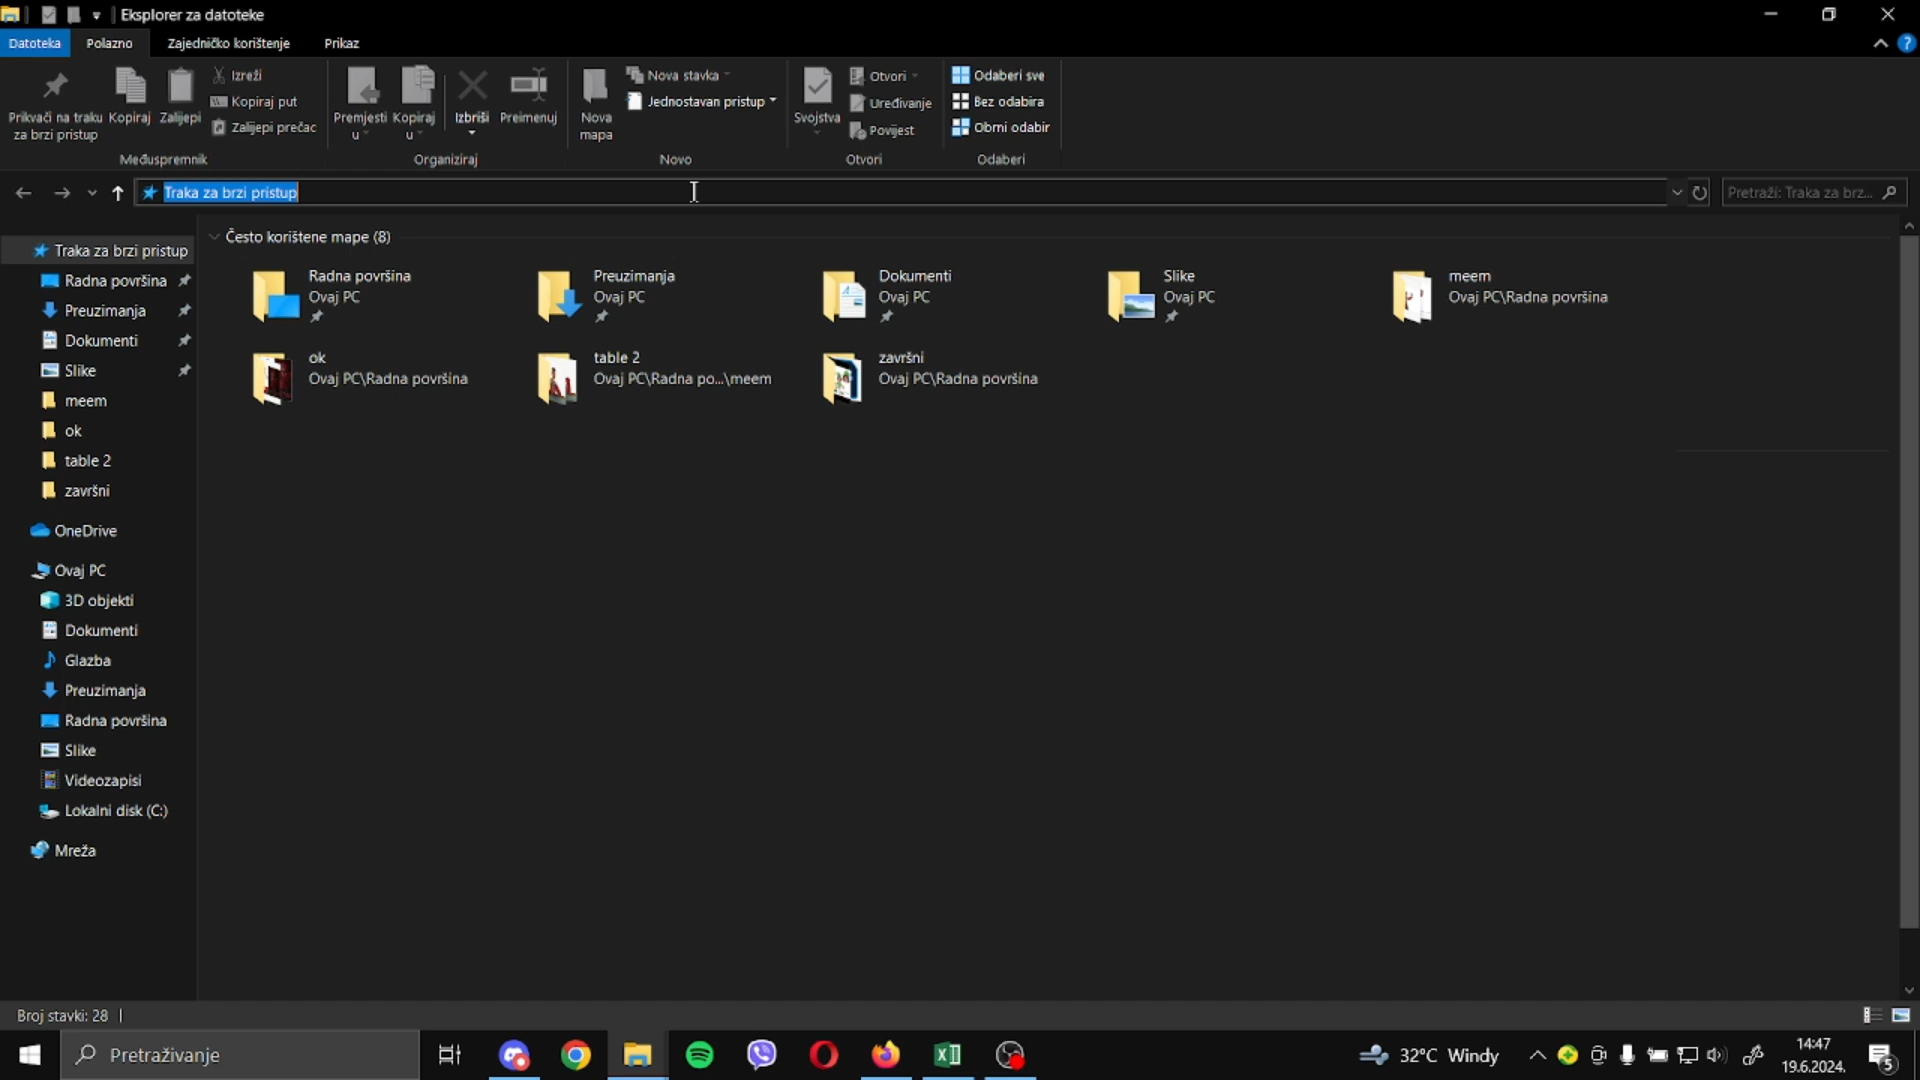 Eksplorer za datoteke
Datoteka Polazno Zajedničko korištenje Prikaz
Prikvači na traku za brzi pristup
Kopiraj
Zalijepi
Izreži
Kopiraj put
Zalijepi prečac
Međuspremnik
Premjesti u
Kopiraj u
Izbriši
Preimenuj
Organiziraj
Nova mapa
Nova stavka
Jednostavan pristup
Novo
Svojstva
Otvori
Uređivanje
Povijest
Otvori
Odaberi sve
Bez odabira
Obrni odabir
Odaberi
Traka za brzi pristup
Pretraži: Traka za brz...
Traka za brzi pristup
Radna površina
Preuzimanja
Dokumenti
Slike
meem
ok
table 2
završni
OneDrive
Ovaj PC
3D objekti
Dokumenti
Glazba
Preuzimanja
Radna površina
Slike
Videozapisi
Lokalni disk (C:)
Mreža
Često korištene mape (8)
Radna površina
Ovaj PC
Preuzimanja
Ovaj PC
Dokumenti
Ovaj PC
Slike
Ovaj PC
meem
Ovaj PC\Radna površina
ok
Ovaj PC\Radna površina
table 2
Ovaj PC\Radna po...\meem
završni
Ovaj PC\Radna površina
Broj stavki: 28
Pretraživanje
32°C Windy
14:47
19.6.2024.
5